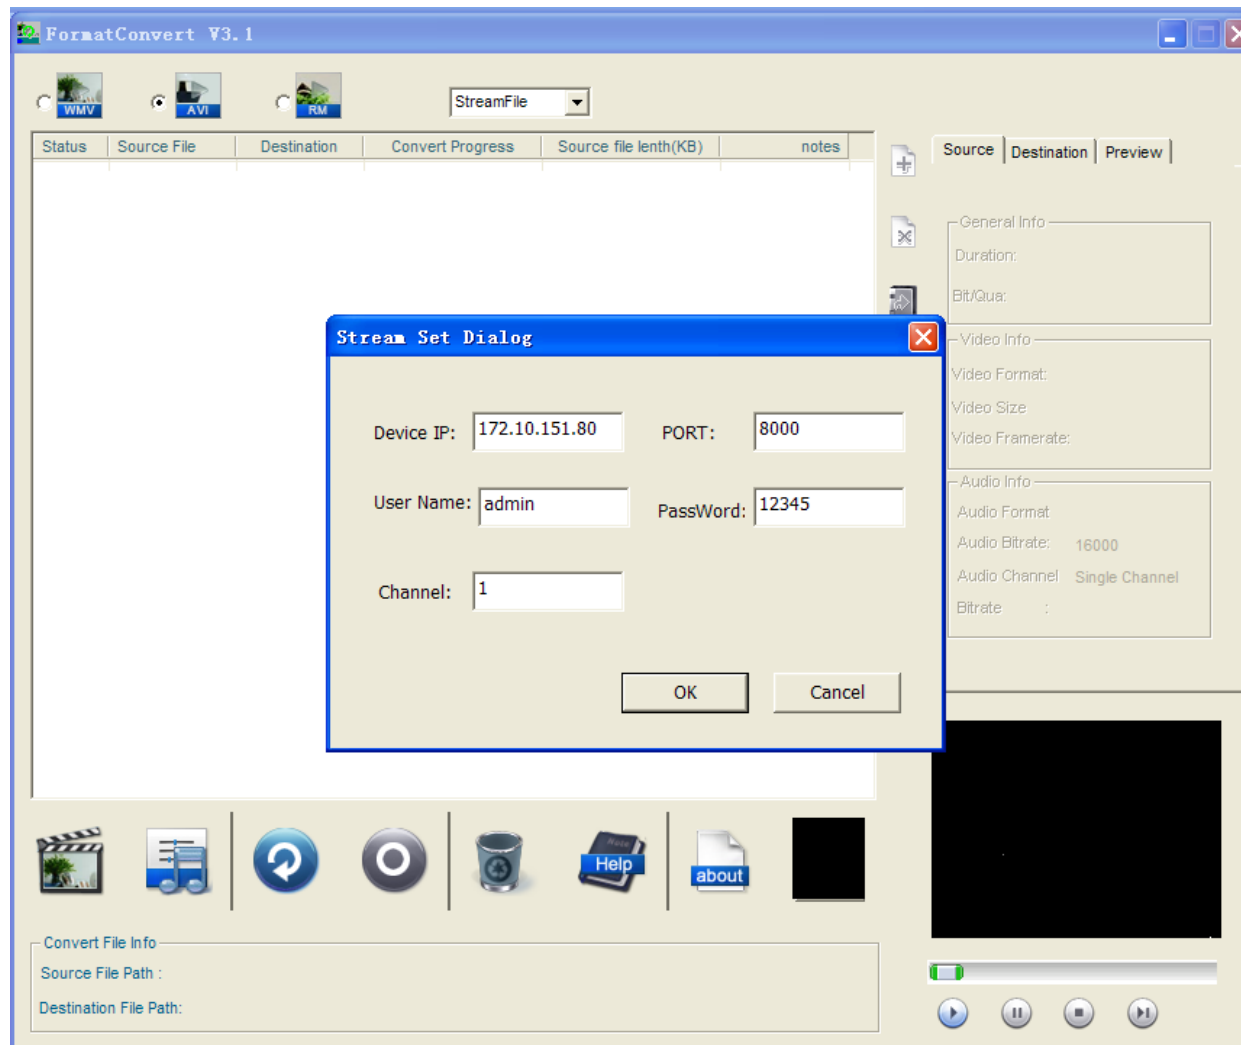 FormatConvert V3.1
WMV
AVI
RM
StreamFile
Status Source File Destination Convert Progress Source file lenth(KB) notes
Source Destination Preview
General Info
Duration:
Bit/Qua:
Video Info
Video Format:
Video Size
Video Framerate:
Audio Info
Audio Format
Audio Bitrate: 16000
Audio Channel Single Channel
Bitrate :
Stream Set Dialog
Device IP: 172.10.151.80 PORT: 8000
User Name: admin PassWord: 12345
Channel: 1
OK Cancel
Note
Help
about
Convert File Info
Source File Path :
Destination File Path: